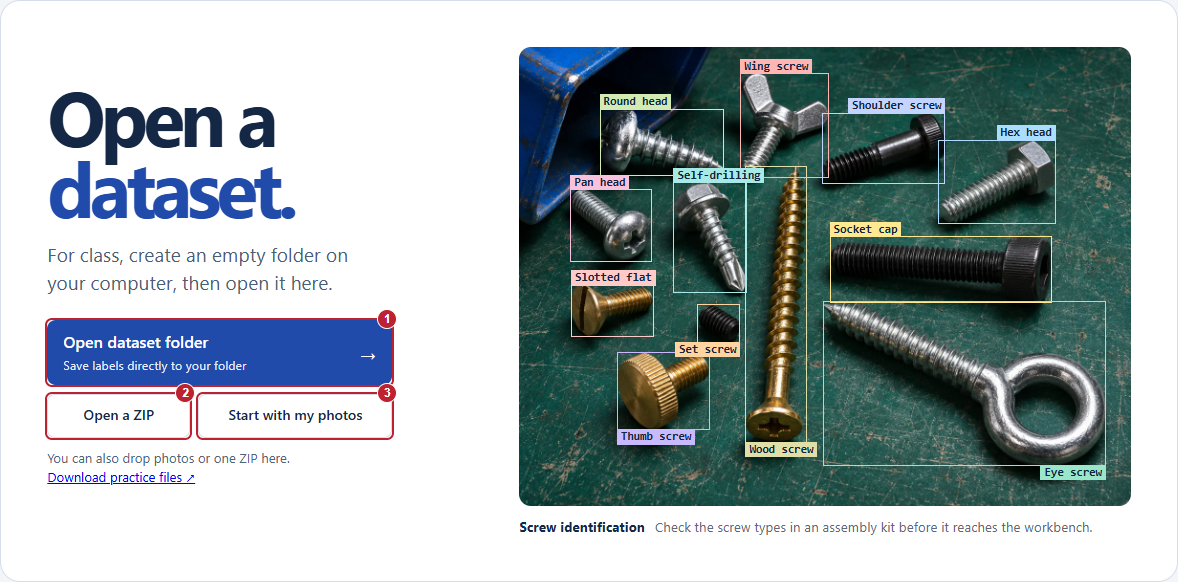 Open a
dataset.
For class, create an empty folder on
your computer, then open it here.
1
Open dataset folder
Save labels directly to your folder
→
2
Open a ZIP
3
Start with my photos
You can also drop photos or one ZIP here.
Download practice files ↗
Wing screw
Round head
Shoulder screw
Hex head
Self-drilling
Pan head
Socket cap
Slotted flat
Set screw
Thumb screw
Wood screw
Eye screw
Screw identification Check the screw types in an assembly kit before it reaches the workbench.